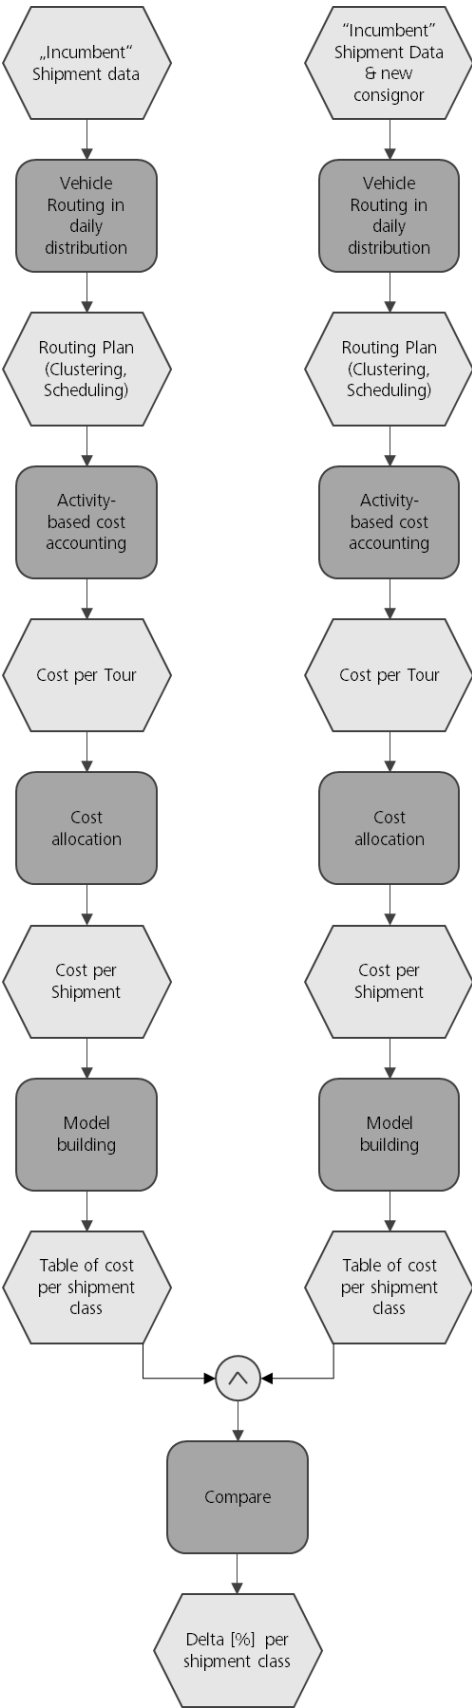 „Incumbent“
Shipment data
“Incumbent”
Shipment Data
& new
consignor
Vehicle
Routing in
daily
distribution
Vehicle
Routing in
daily
distribution
Routing Plan
(Clustering,
Scheduling)
Routing Plan
(Clustering,
Scheduling)
Activity-
based cost
accounting
Activity-
based cost
accounting
Cost per Tour
Cost per Tour
Cost
allocation
Cost
allocation
Cost per
Shipment
Cost per
Shipment
Model
building
Model
building
Table of cost
per shipment
class
Table of cost
per shipment
class
Compare
Delta [%] per
shipment class